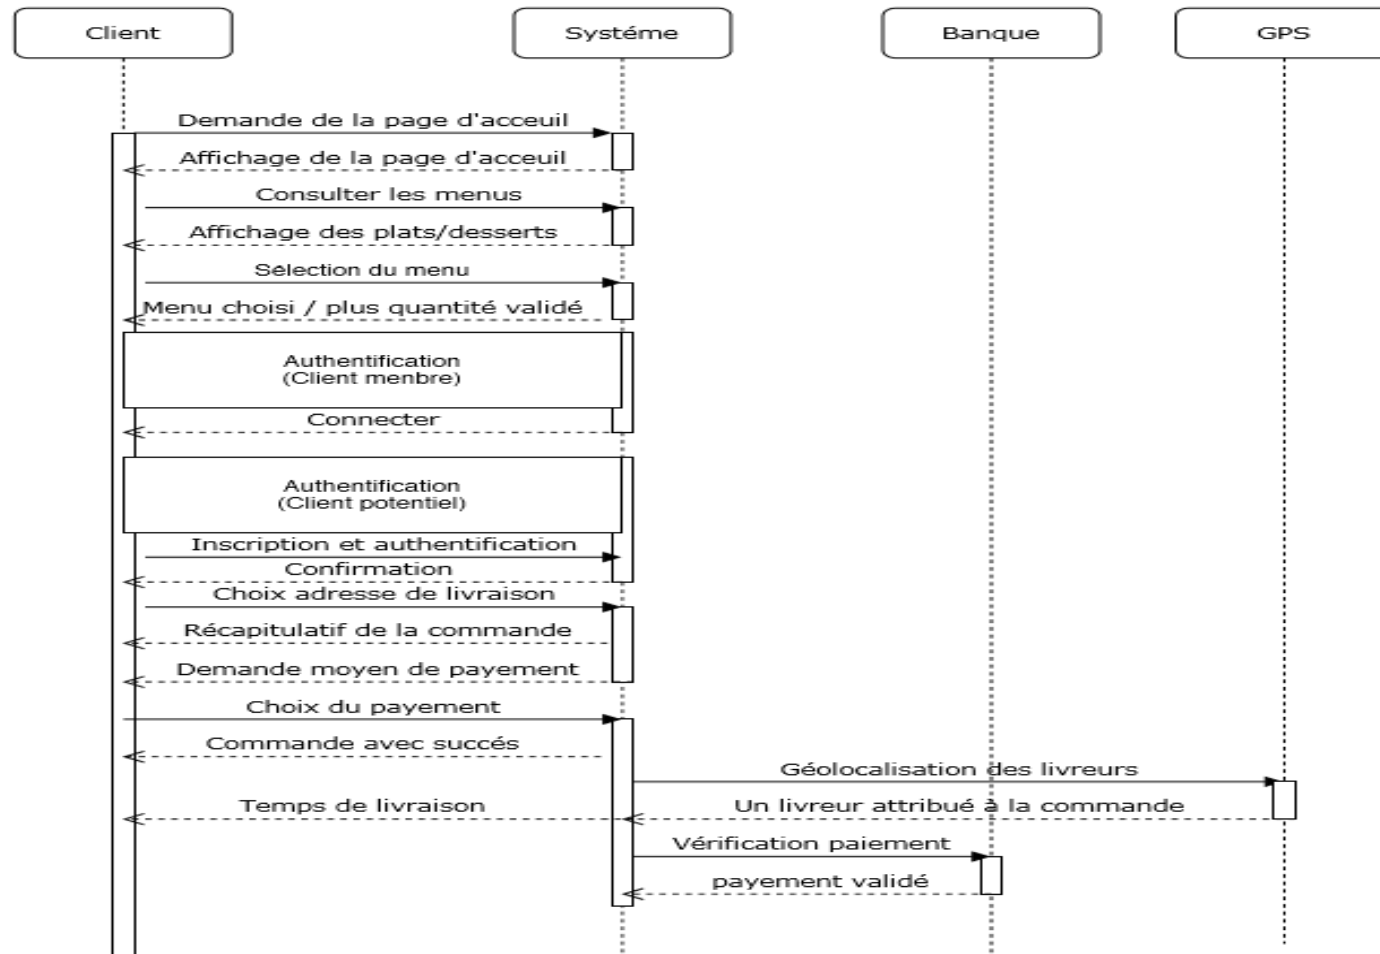 Client
Systéme
Banque
GPS
Demande de la page d'acceuil
Affichage de la page d'acceuil
Consulter les menus
Affichage des plats/desserts
Sélection du menu
Menu choisi / plus quantité validé
Authentification
(Client menbre)
Connecter
Authentification
(Client potentiel)
Inscription et authentification
Confirmation
Choix adresse de livraison
Récapitulatif de la commande
Demande moyen de payement
Choix du payement
Commande avec succés
Géolocalisation des livreurs
Temps de livraison
Un livreur attribué à la commande
Vérification paiement
payement validé